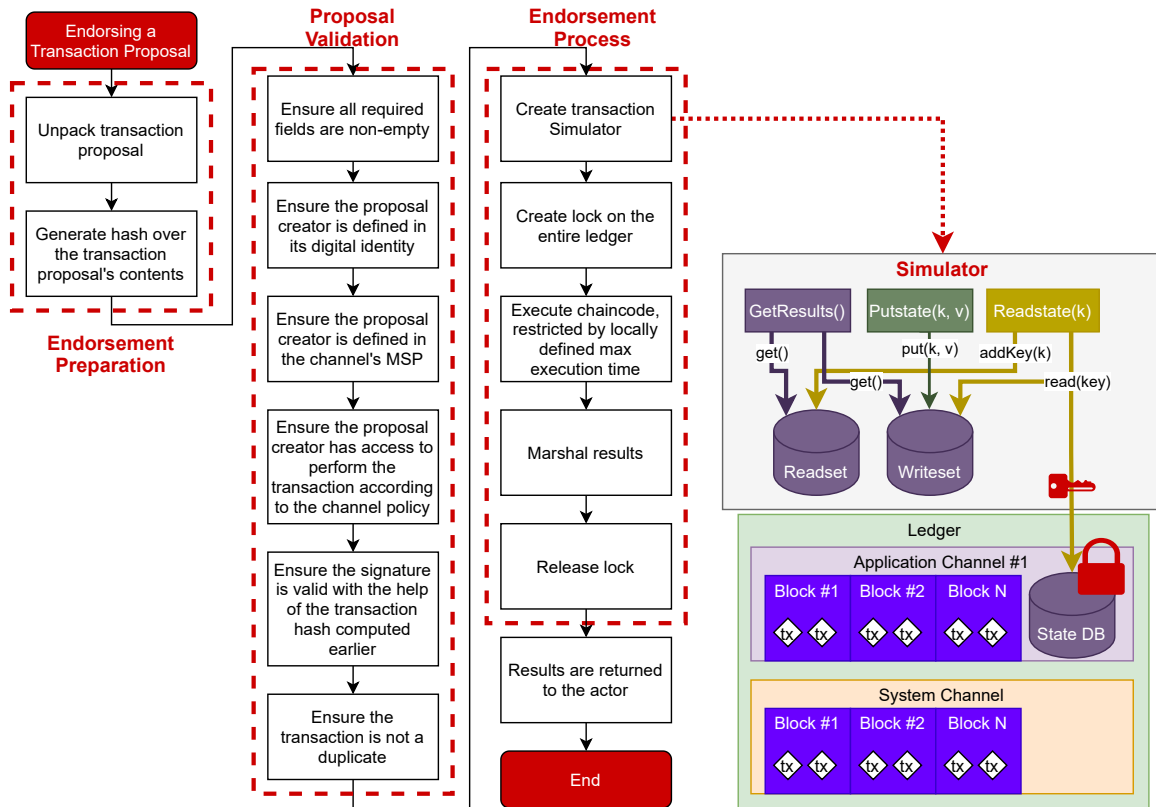 Endorsing a
Transaction Proposal
Unpack transaction
proposal
Generate hash over
the transaction
proposal's contents
Endorsement
Preparation
Proposal
Validation
Ensure all required
fields are non-empty
Ensure the proposal
creator is defined in
its digital identity
Ensure the proposal
creator is defined
in the channel's MSP
Ensure the proposal
creator has access to
perform the
transaction according
to the channel policy
Ensure the signature
is valid with the help
of the transaction
hash computed
earlier
Ensure the
transaction is not a
duplicate
Endorsement
Process
Create transaction
Simulator
Create lock on the
entire ledger
Execute chaincode,
restricted by locally
defined max
execution time
Marshal results
Release lock
Results are returned
to the actor
End
Simulator
GetResults()
Putstate(k, v)
Readstate(k)
get()
put(k, v)
addKey(k)
get()
read(key)
Readset
Writeset
Ledger
Application Channel #1
Block #1
Block #2
Block N
tx tx
tx tx
tx tx
State DB
System Channel
Block #1
Block #2
Block N
tx tx
tx tx
tx tx